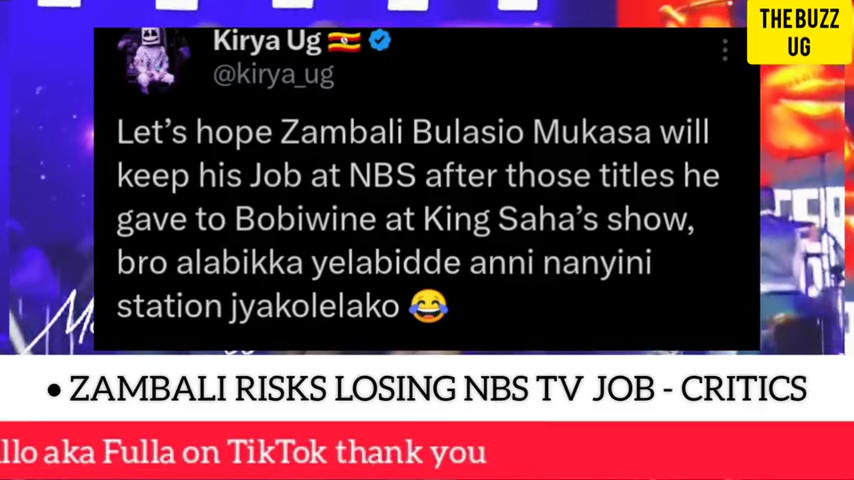 THE BUZZ
UG
Kirya Ug
@kirya_ug
Let's hope Zambali Bulasio Mukasa will
keep his Job at NBS after those titles he
gave to Bobiwine at King Saha's show,
bro alabikka yelabidde anni nanyini
station jyakolelako 😂
• ZAMBALI RISKS LOSING NBS TV JOB - CRITICS
llo aka Fulla on TikTok thank you